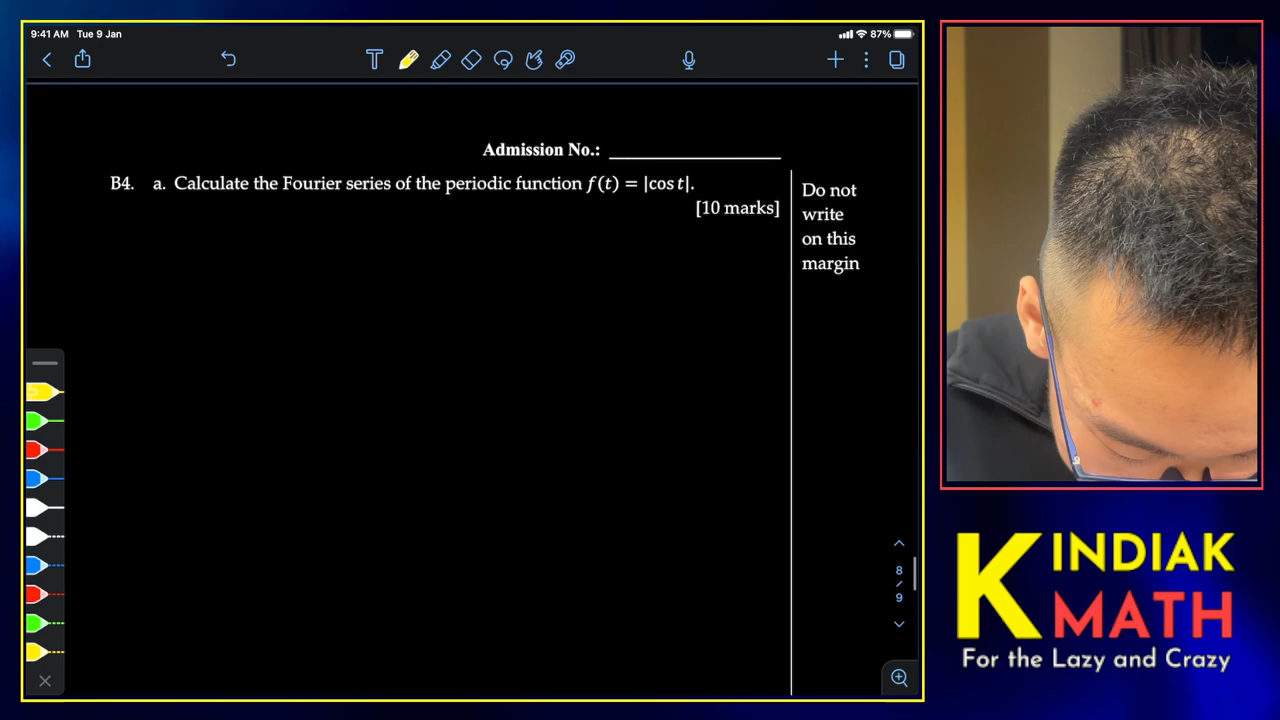 9:41 AM Tue 9 Jan
87%
Admission No.:
B4. a. Calculate the Fourier series of the periodic function f(t) = |cos t|.
[10 marks]
Do not
write
on this
margin
8
/
9
KINDIAK
MATH
For the Lazy and Crazy